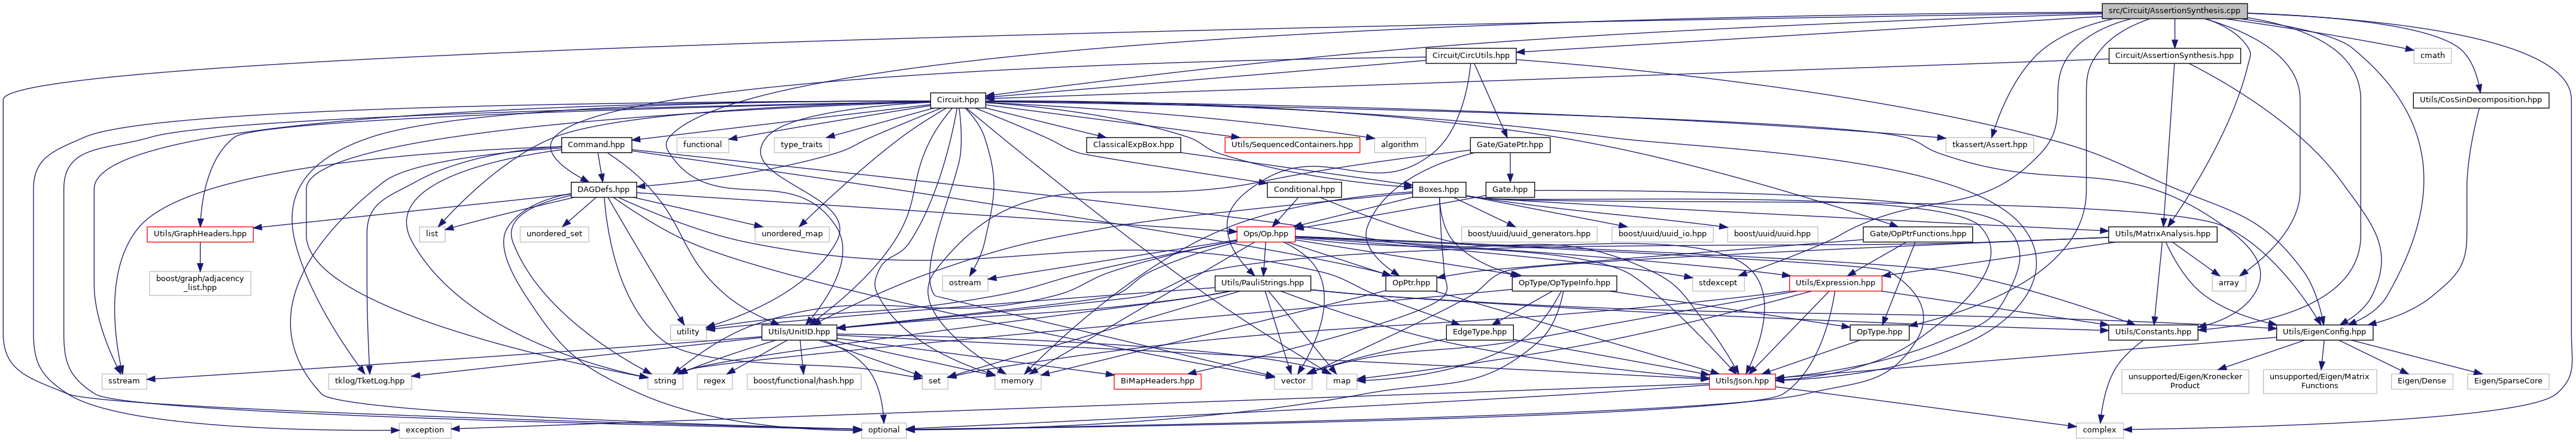 src/Circuit/AssertionSynthesis.cpp
Circuit/CircUtils.hpp
Circuit/AssertionSynthesis.hpp
cmath
Circuit.hpp
Utils/CosSinDecomposition.hpp
Command.hpp
functional
type_traits
ClassicalExpBox.hpp
Utils/SequencedContainers.hpp
algorithm
Gate/GatePtr.hpp
tkassert/Assert.hpp
DAGDefs.hpp
Conditional.hpp
Boxes.hpp
Gate.hpp
Utils/GraphHeaders.hpp
list
unordered_set
unordered_map
Ops/Op.hpp
boost/uuid/uuid_generators.hpp
boost/uuid/uuid_io.hpp
boost/uuid/uuid.hpp
Gate/OpPtrFunctions.hpp
Utils/MatrixAnalysis.hpp
boost/graph/adjacency
_list.hpp
ostream
Utils/PauliStrings.hpp
OpPtr.hpp
OpType/OpTypeInfo.hpp
stdexcept
Utils/Expression.hpp
array
utility
Utils/UnitID.hpp
EdgeType.hpp
OpType.hpp
Utils/Constants.hpp
Utils/EigenConfig.hpp
sstream
tklog/TketLog.hpp
string
regex
boost/functional/hash.hpp
set
memory
BiMapHeaders.hpp
vector
map
Utils/Json.hpp
unsupported/Eigen/Kronecker
Product
unsupported/Eigen/Matrix
Functions
Eigen/Dense
Eigen/SparseCore
exception
optional
complex